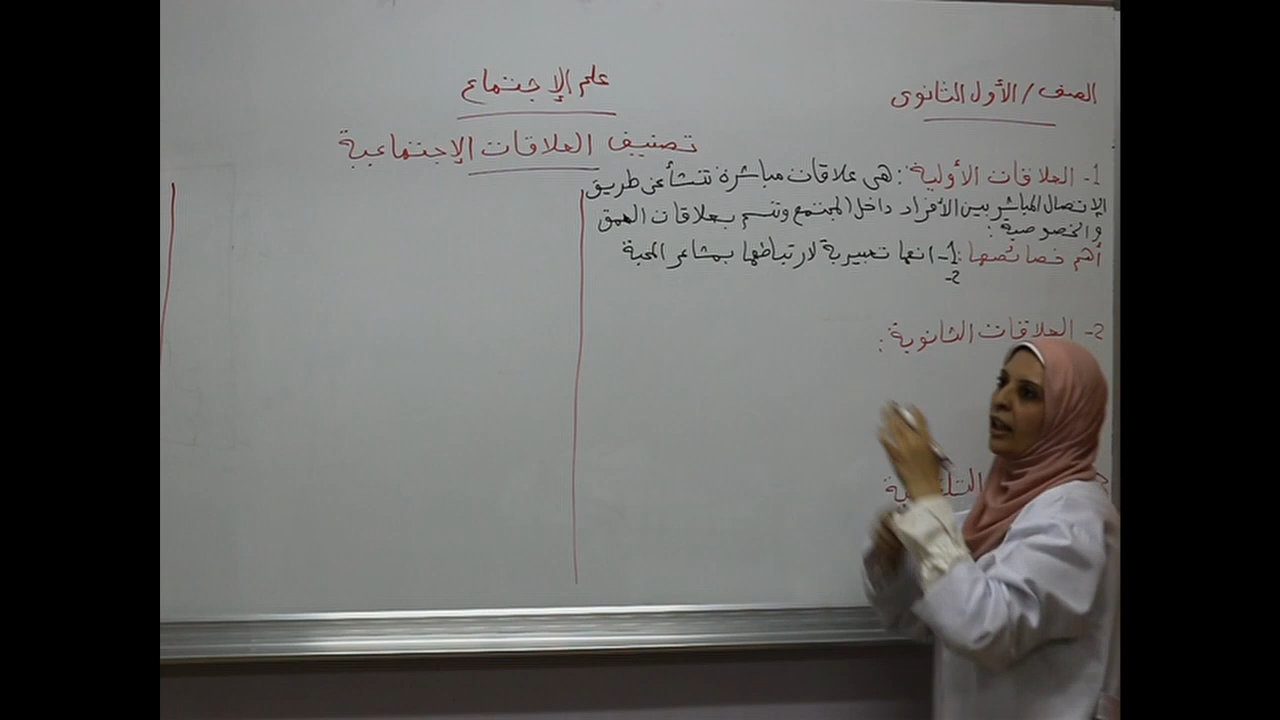 الصف / الأول الثانوى
علم الإجتماع
تصنيف العلاقات الإجتماعية
1- العلاقات الأولية: هى علاقات مباشرة تنشأ عن طريق
الإتصال المباشر بين الأفراد داخل المجتمع وتتسم بعلاقات العمق
والخصوصية:
أهم خصائصها: 1- انها تعبيرية لارتباطها بمشاعر المحبة
2-
2- العلاقات الثانوية: